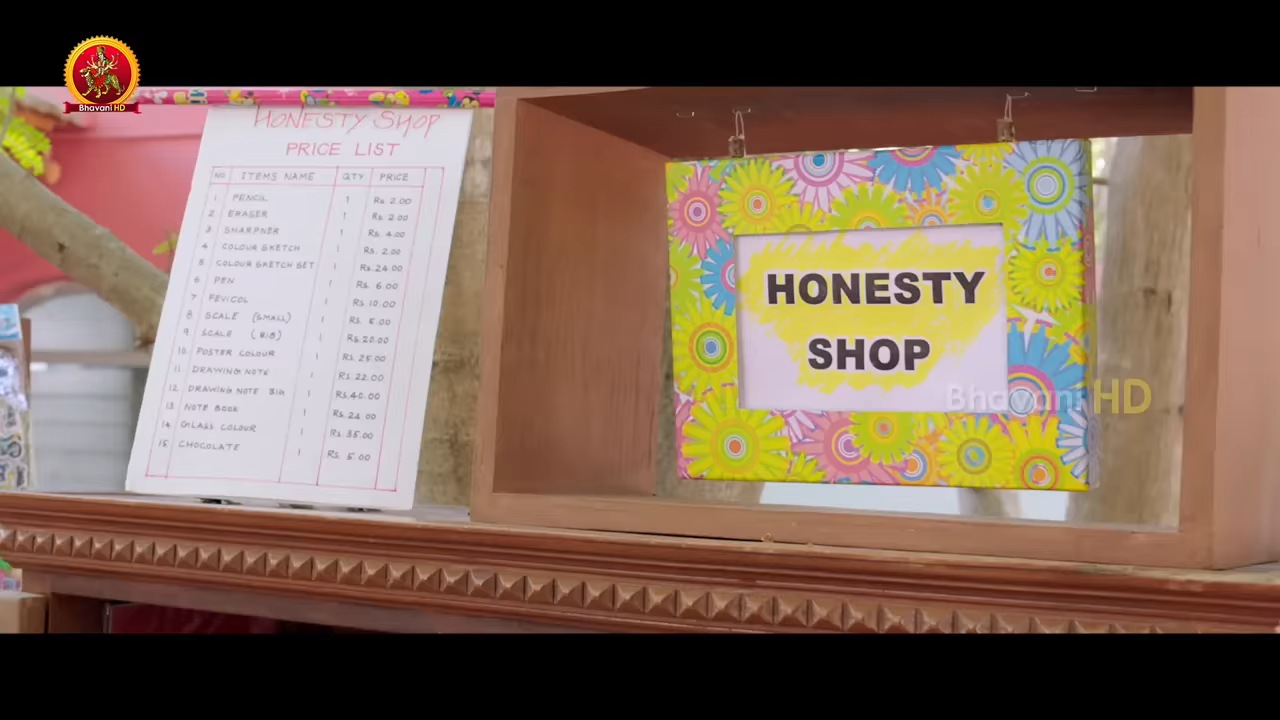 Bhavani HD
HONESTY SHOP
PRICE LIST
NO ITEMS NAME QTY PRICE
1 PENCIL 1 Rs 2.00
2 ERASER 1 Rs 2.00
3 SHARPNER 1 Rs 4.00
4 COLOUR SKETCH 1 Rs. 2.00
5 COLOUR SKETCH SET 1 Rs.24.00
6 PEN 1 Rs 6.00
7 FEVICOL 1 Rs 10.00
8 SCALE (SMALL) 1 Rs 5.00
9 SCALE (BIG) 1 Rs.20.00
10 POSTER COLOUR 1 Rs.25.00
11 DRAWING NOTE 1 Rs.22.00
12 DRAWING NOTE BIG 1 Rs.40.00
13 NOTE BOOK 1 Rs.24.00
14 GLASS COLOUR 1 Rs.35.00
15 CHOCOLATE 1 Rs. 5.00
HONESTY
SHOP
Bhavani HD